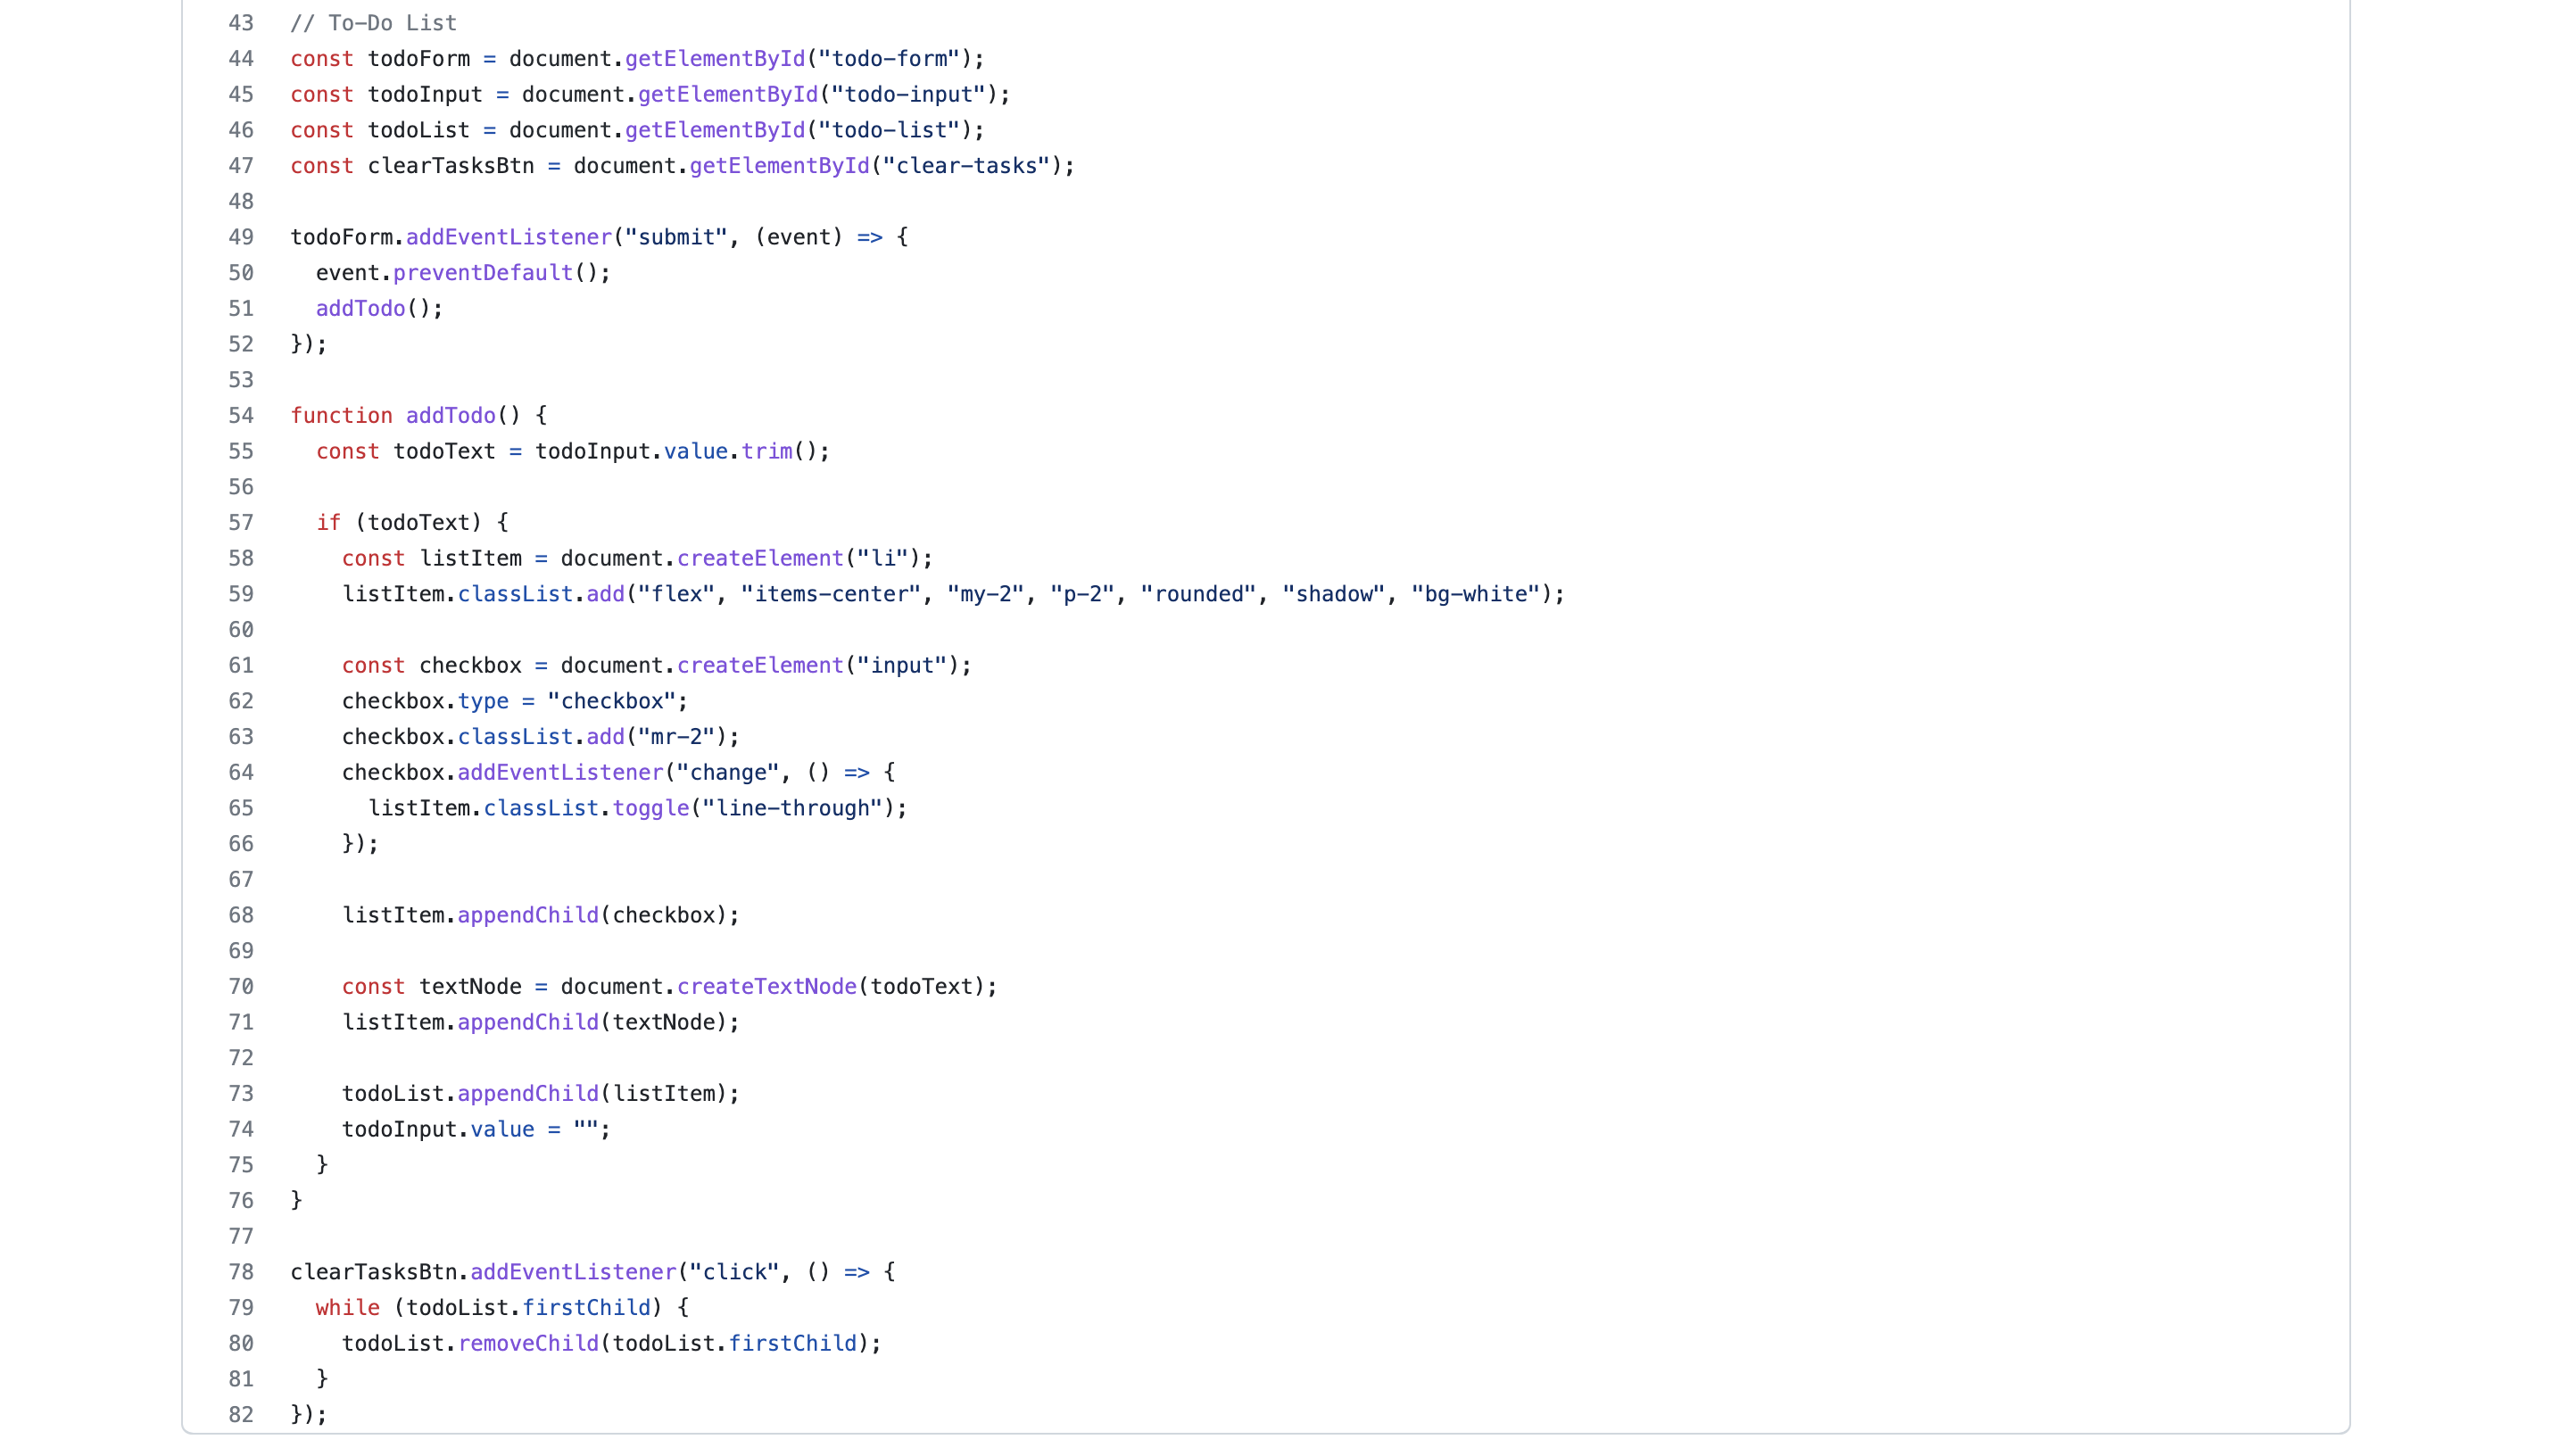 43 // To-Do List
44 const todoForm = document.getElementById("todo-form");
45 const todoInput = document.getElementById("todo-input");
46 const todoList = document.getElementById("todo-list");
47 const clearTasksBtn = document.getElementById("clear-tasks");
48
49 todoForm.addEventListener("submit", (event) => {
50   event.preventDefault();
51   addTodo();
52 });
53
54 function addTodo() {
55   const todoText = todoInput.value.trim();
56
57   if (todoText) {
58     const listItem = document.createElement("li");
59     listItem.classList.add("flex", "items-center", "my-2", "p-2", "rounded", "shadow", "bg-white");
60
61     const checkbox = document.createElement("input");
62     checkbox.type = "checkbox";
63     checkbox.classList.add("mr-2");
64     checkbox.addEventListener("change", () => {
65       listItem.classList.toggle("line-through");
66     });
67
68     listItem.appendChild(checkbox);
69
70     const textNode = document.createTextNode(todoText);
71     listItem.appendChild(textNode);
72
73     todoList.appendChild(listItem);
74     todoInput.value = "";
75   }
76 }
77
78 clearTasksBtn.addEventListener("click", () => {
79   while (todoList.firstChild) {
80     todoList.removeChild(todoList.firstChild);
81   }
82 });